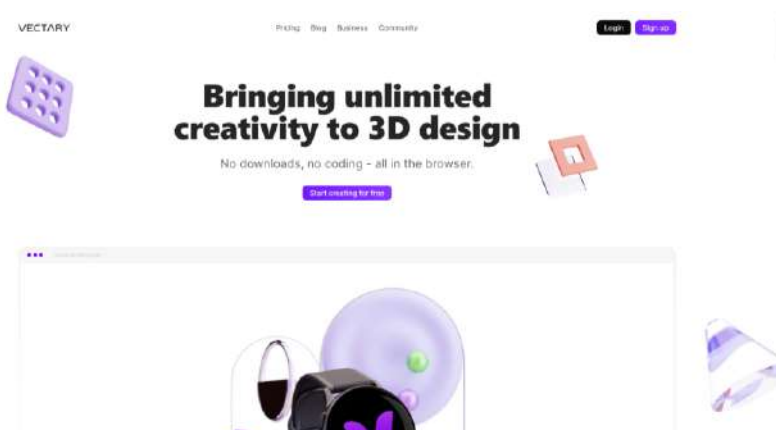 VECTARY
Pricing Blog Business Community
Login Sign up
Bringing unlimited
creativity to 3D design
No downloads, no coding - all in the browser.
Start creating for free